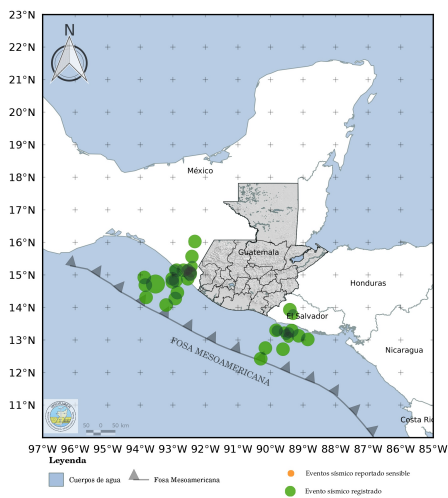 23°N
22°N
21°N
20°N
19°N
18°N
17°N
16°N
15°N
14°N
13°N
12°N
11°N
N
México
Guatemala
Honduras
El Salvador
Nicaragua
Costa Ric
FOSA MESOAMERICANA
50 0 50 km
97°W 96°W 95°W 94°W 93°W 92°W 91°W 90°W 89°W 88°W 87°W 86°W 85°W
Leyenda
Cuerpos de agua
Fosa Mesoamericana
Eventos sísmico reportado sensible
Evento sísmico registrado